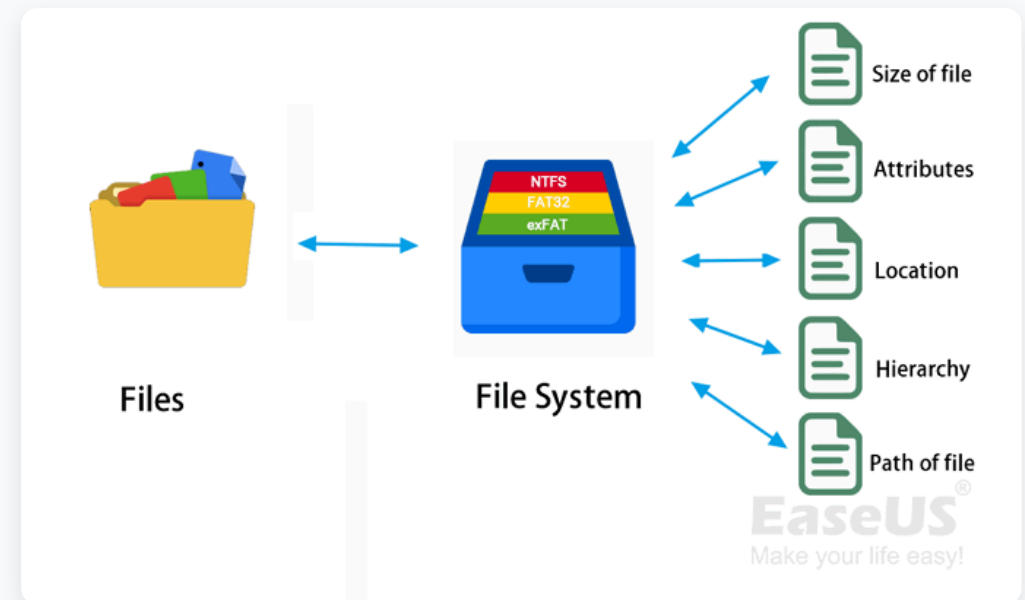 Size of file
NTFS
FAT32
exFAT
Attributes
Location
Files
File System
Hierarchy
Path of file
EaseUS®
Make your life easy!